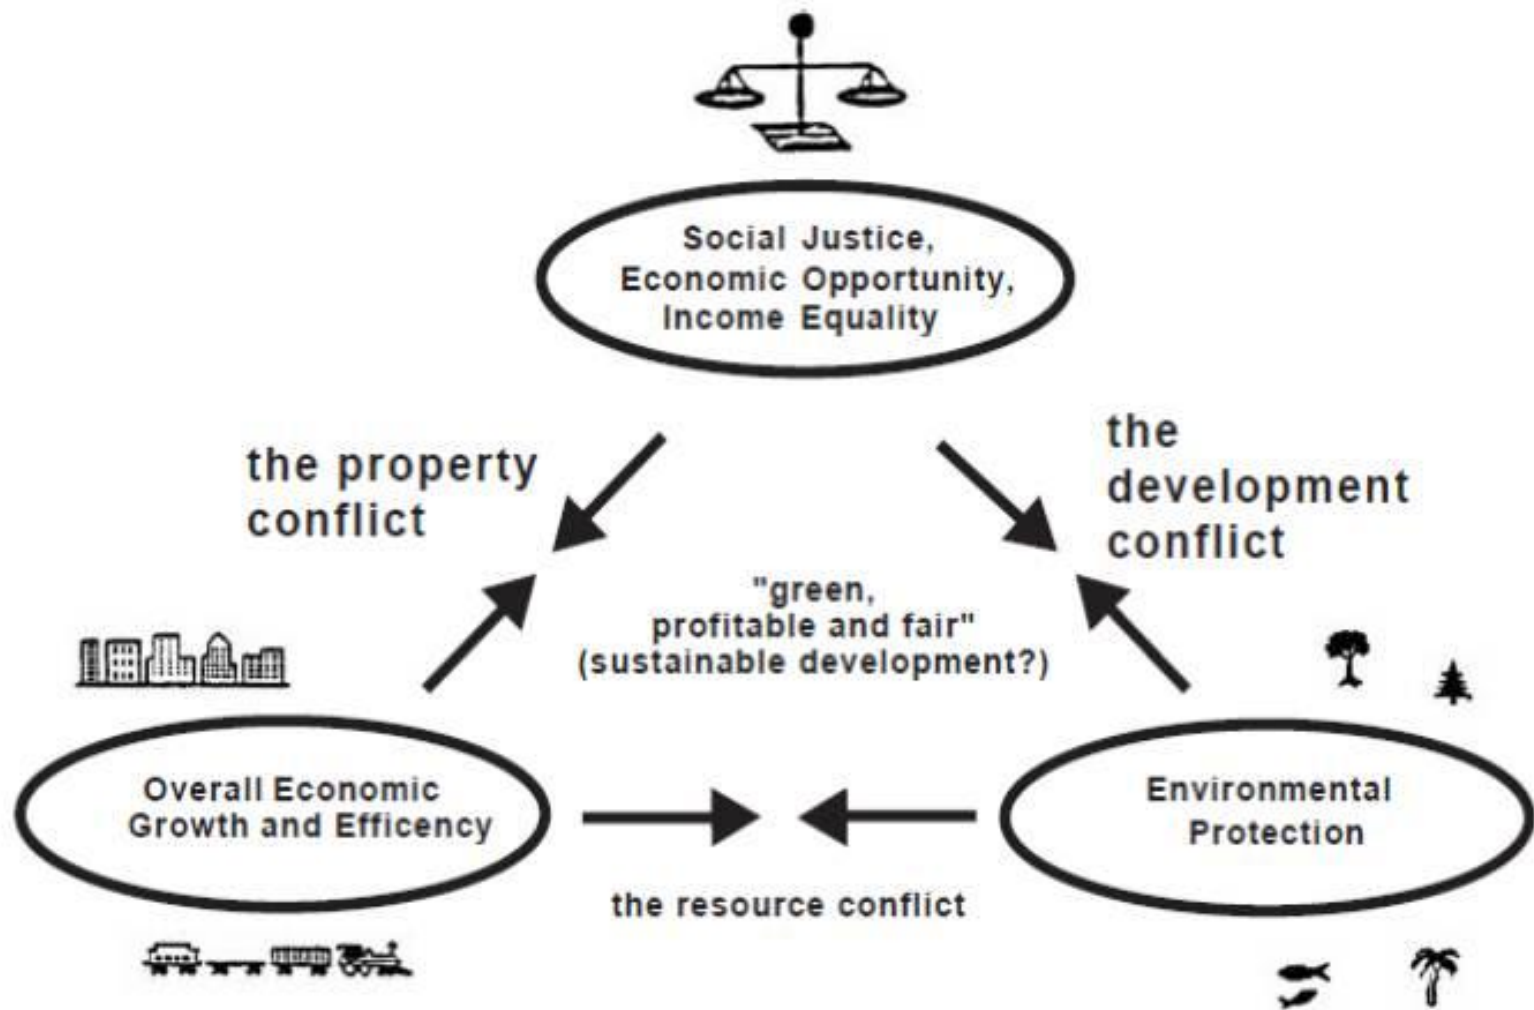 Social Justice,
Economic Opportunity,
Income Equality
the property
conflict
the
development
conflict
"green,
profitable and fair"
(sustainable development?)
Overall Economic
Growth and Efficency
Environmental
Protection
the resource conflict